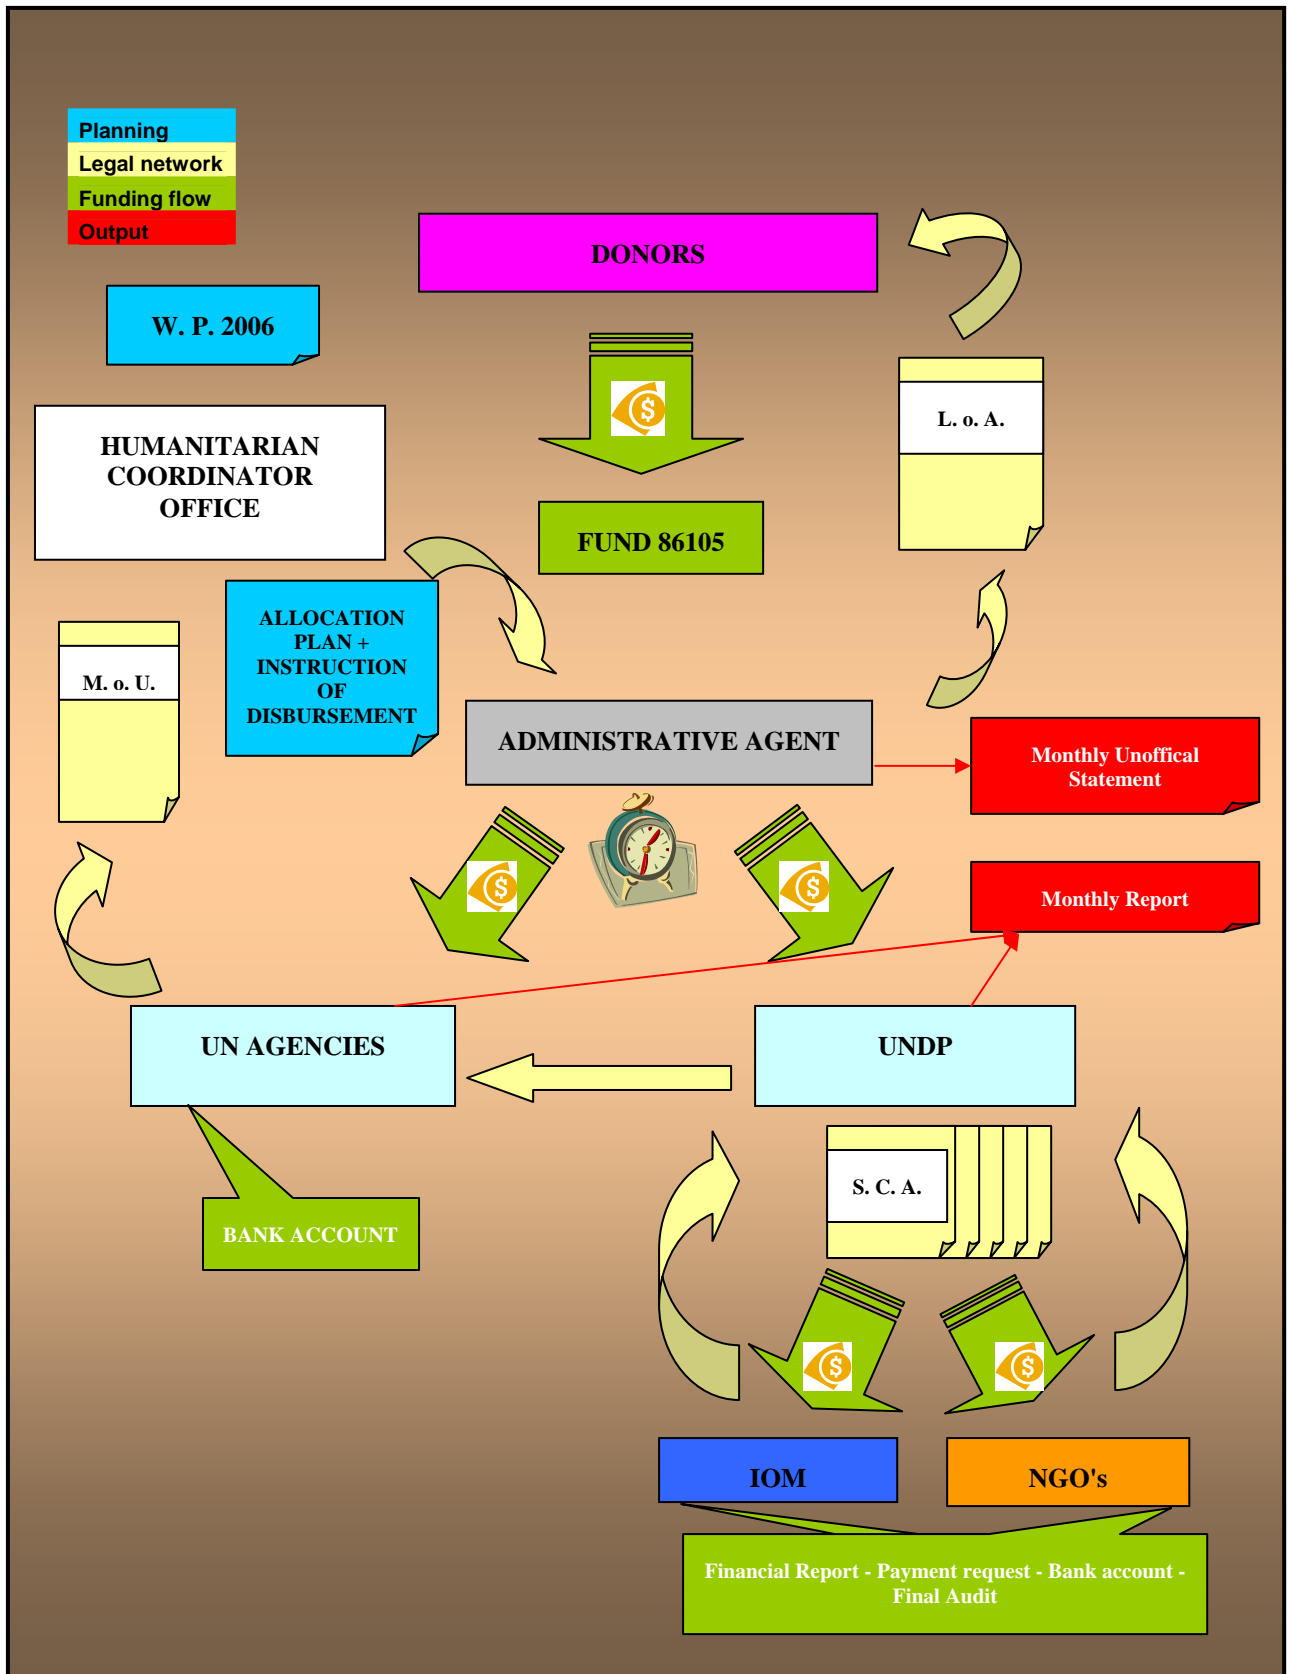 Planning
Legal network
Funding flow
Output
DONORS
W. P. 2006
L. o. A.
HUMANITARIAN
COORDINATOR
OFFICE
FUND 86105
ALLOCATION
PLAN +
INSTRUCTION
OF
DISBURSEMENT
M. o. U.
ADMINISTRATIVE AGENT
Monthly Unoffical
Statement
Monthly Report
UN AGENCIES
UNDP
S. C. A.
BANK ACCOUNT
IOM
NGO's
Financial Report - Payment request - Bank account -
Final Audit